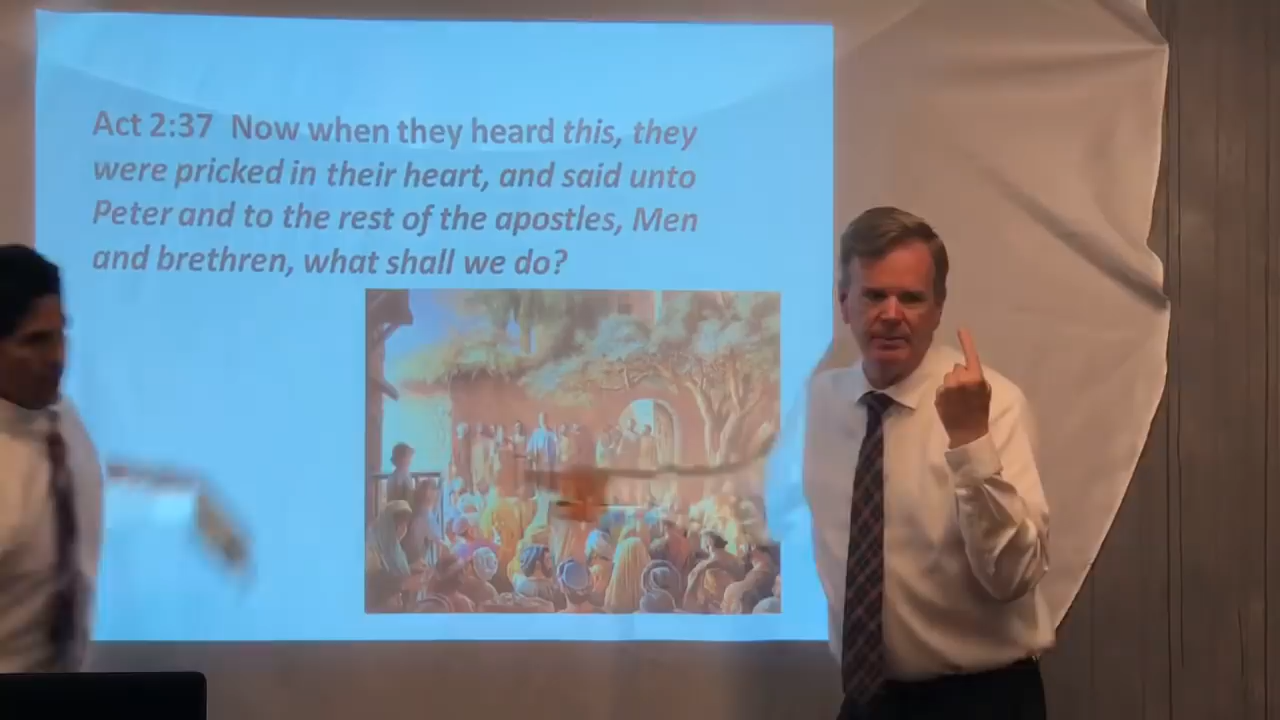 Act 2:37 Now when they heard this, they
were pricked in their heart, and said unto
Peter and to the rest of the apostles, Men
and brethren, what shall we do?